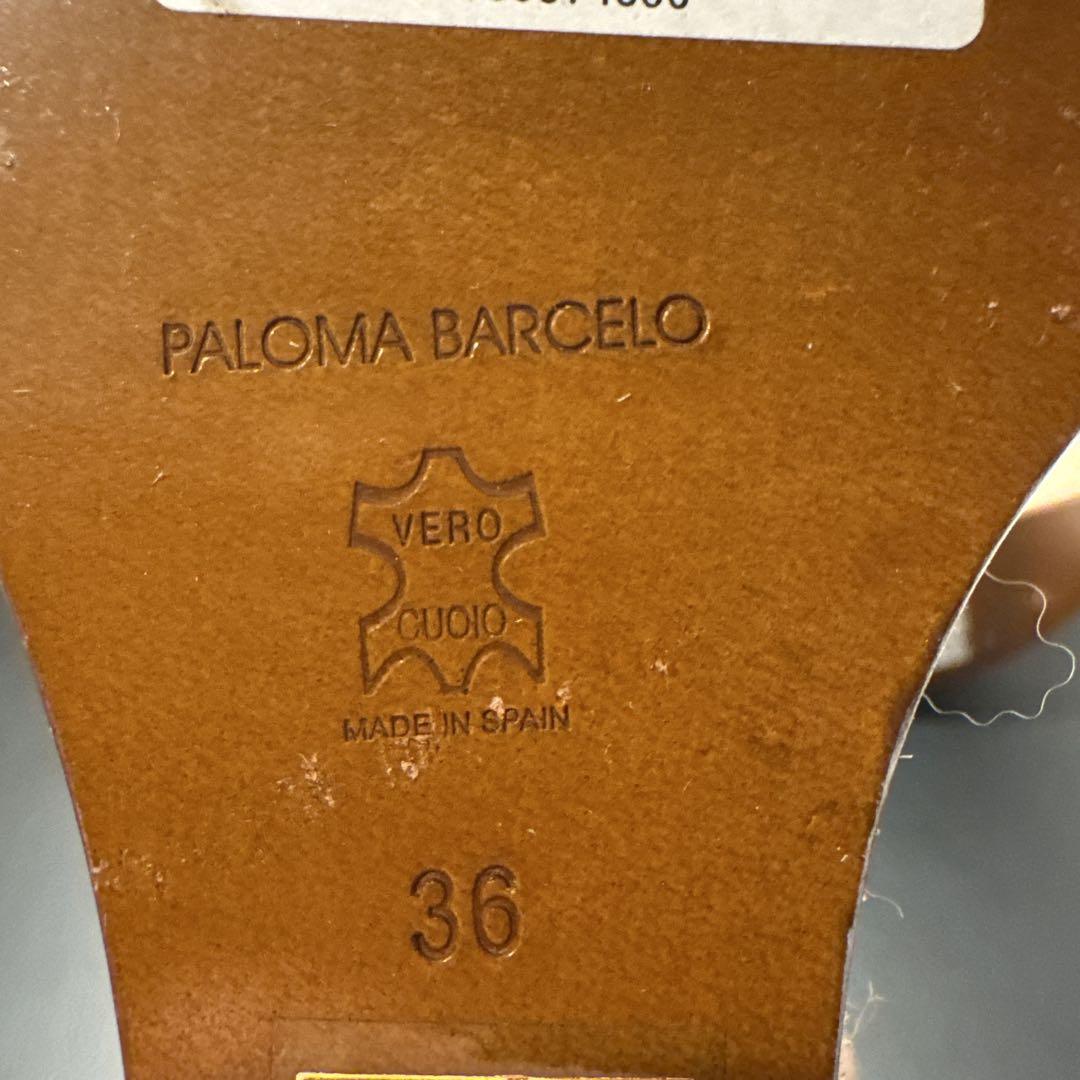 PALOMA BARCELO
VERO
CUOIO
MADE IN SPAIN
36